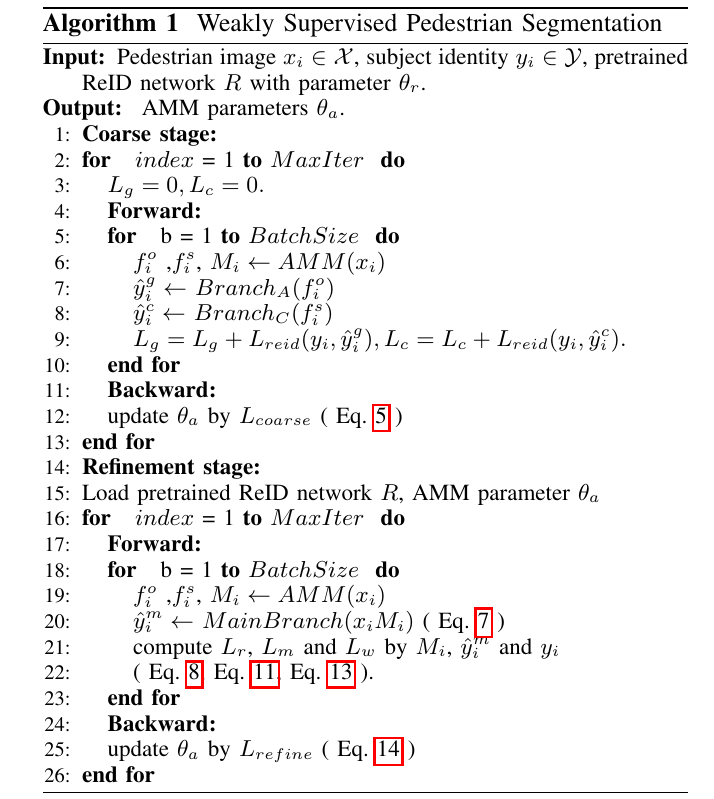 Algorithm 1 Weakly Supervised Pedestrian Segmentation
Input: Pedestrian image $x_i \in \mathcal{X}$, subject identity $y_i \in \mathcal{Y}$, pretrained
ReID network $R$ with parameter $\theta_r$.
Output: AMM parameters $\theta_a$.
1: Coarse stage:
2: for $index$ = 1 to $MaxIter$ do
3: $L_g = 0, L_c = 0.$
4: Forward:
5: for b = 1 to $BatchSize$ do
6: $f_i^o$ ,$f_i^s$, $M_i \leftarrow AMM(x_i)$
7: $\hat{y}_i^g \leftarrow Branch_A(f_i^o)$
8: $\hat{y}_i^c \leftarrow Branch_C(f_i^s)$
9: $L_g = L_g + L_{reid}(y_i, \hat{y}_i^g), L_c = L_c + L_{reid}(y_i, \hat{y}_i^c).$
10: end for
11: Backward:
12: update $\theta_a$ by $L_{coarse}$ ( Eq. 5 )
13: end for
14: Refinement stage:
15: Load pretrained ReID network $R$, AMM parameter $\theta_a$
16: for $index$ = 1 to $MaxIter$ do
17: Forward:
18: for b = 1 to $BatchSize$ do
19: $f_i^o$ ,$f_i^s$, $M_i \leftarrow AMM(x_i)$
20: $\hat{y}_i^m \leftarrow MainBranch(x_i M_i)$ ( Eq. 7 )
21: compute $L_r$, $L_m$ and $L_w$ by $M_i$, $\hat{y}_i^m$ and $y_i$
22: ( Eq. 8, Eq. 11, Eq. 13 ).
23: end for
24: Backward:
25: update $\theta_a$ by $L_{refine}$ ( Eq. 14 )
26: end for